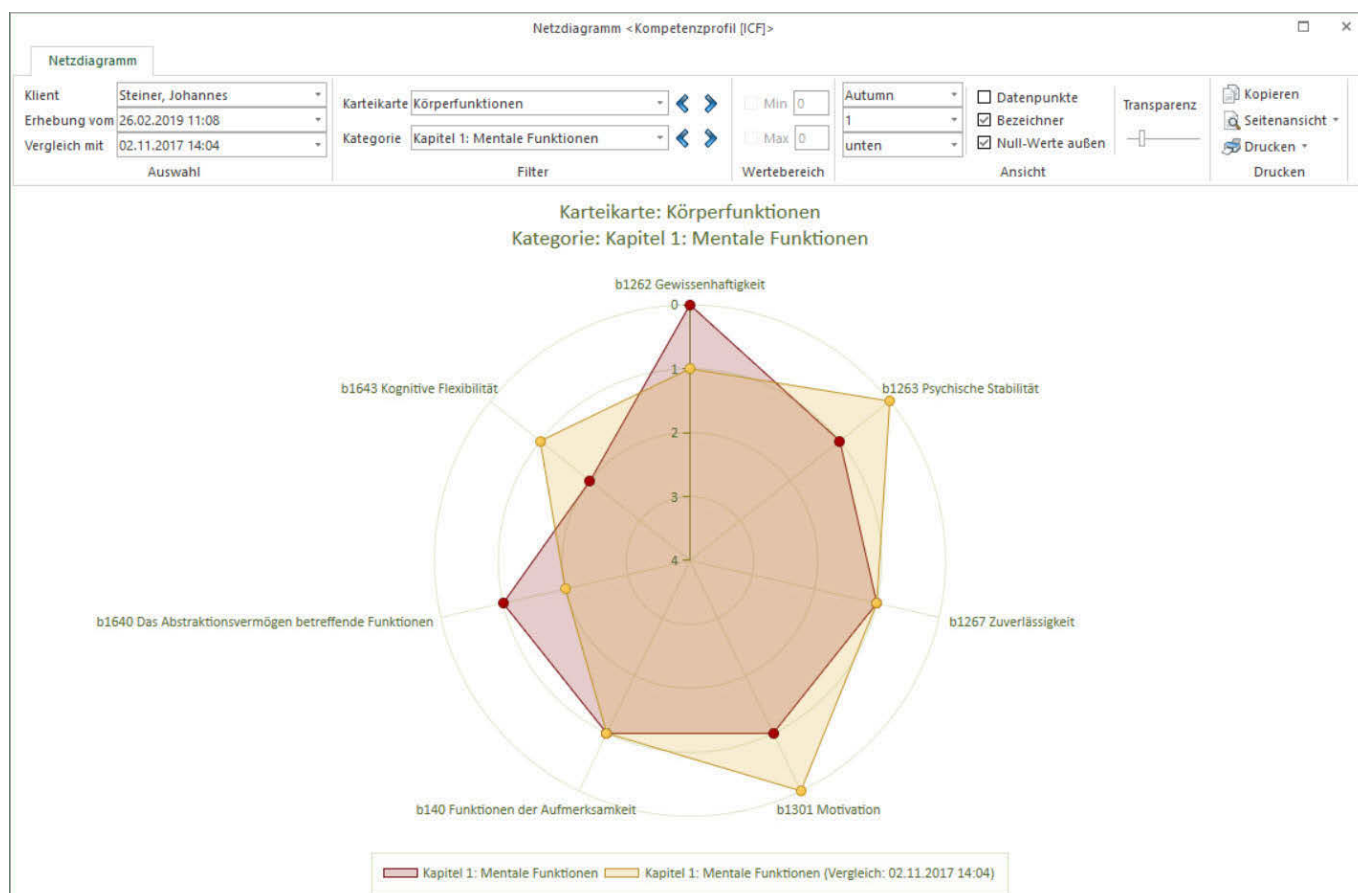 Netzdiagramm <Kompetenzprofil [ICF]>
Netzdiagramm
Klient Steiner, Johannes
Erhebung vom 26.02.2019 11:08
Vergleich mit 02.11.2017 14:04
Auswahl
Karteikarte Körperfunktionen
Kategorie Kapitel 1: Mentale Funktionen
Filter
Min 0
Max 0
Wertebereich
Autumn
1
unten
Datenpunkte
Bezeichner
Null-Werte außen
Transparenz
Ansicht
Kopieren
Seitenansicht
Drucken
Drucken
Karteikarte: Körperfunktionen
Kategorie: Kapitel 1: Mentale Funktionen
b1262 Gewissenhaftigkeit
0
b1643 Kognitive Flexibilität
1
b1263 Psychische Stabilität
2
3
4
b1640 Das Abstraktionsvermögen betreffende Funktionen
b1267 Zuverlässigkeit
b140 Funktionen der Aufmerksamkeit
b1301 Motivation
Kapitel 1: Mentale Funktionen
Kapitel 1: Mentale Funktionen (Vergleich: 02.11.2017 14:04)